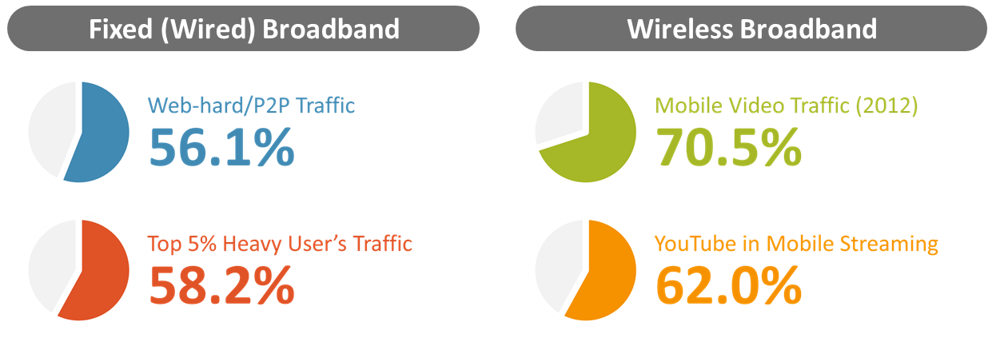 Fixed (Wired) Broadband
Web-hard/P2P Traffic
56.1%
Top 5% Heavy User's Traffic
58.2%
Wireless Broadband
Mobile Video Traffic (2012)
70.5%
YouTube in Mobile Streaming
62.0%